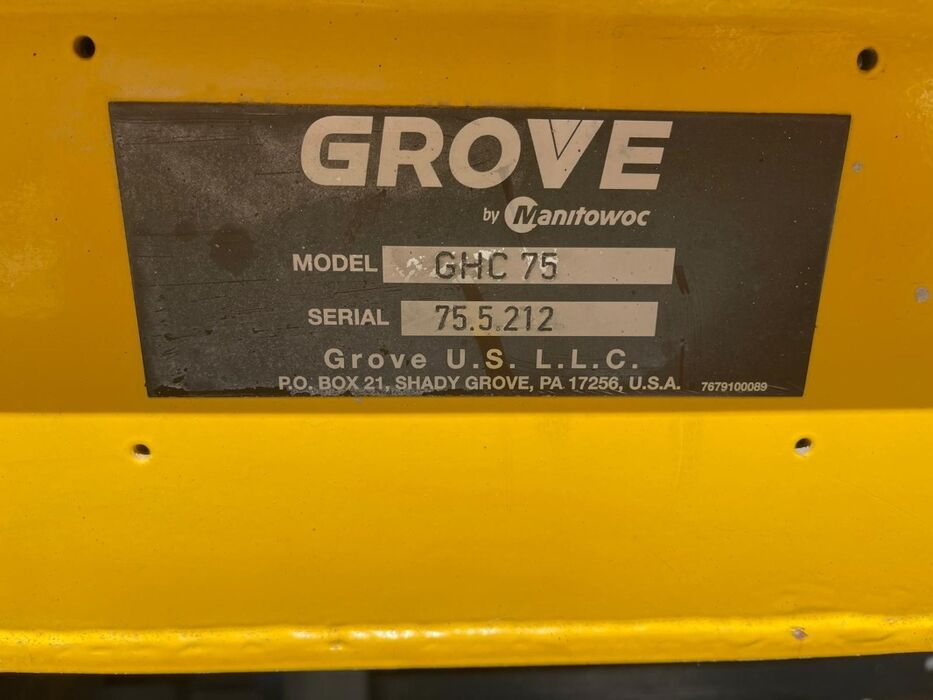 GROVE
by Manitowoc
MODEL GHC 75
SERIAL 75.5.212
Grove U.S. L.L.C.
P.O. BOX 21, SHADY GROVE, PA 17256, U.S.A. 7679100089